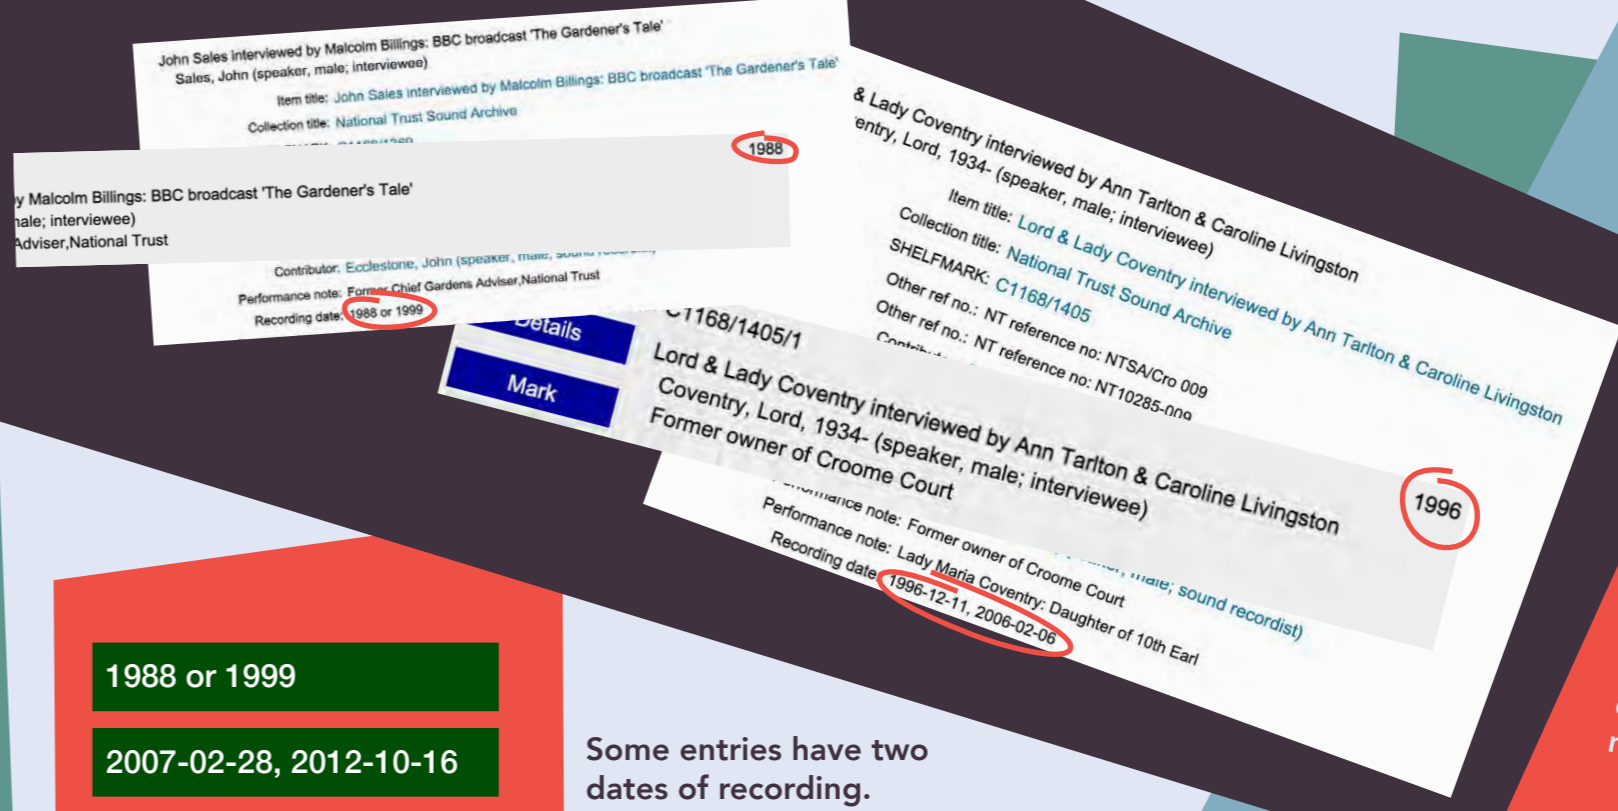 John Sales interviewed by Malcolm Billings: BBC broadcast 'The Gardener's Tale'
Sales, John (speaker, male; interviewee)
Item title: John Sales interviewed by Malcolm Billings: BBC broadcast 'The Gardener's Tale'
Collection title: National Trust Sound Archive
1988
y Malcolm Billings: BBC broadcast 'The Gardener's Tale'
nale; interviewee)
Adviser,National Trust
Contributor: Ecclestone, John (speaker, male, sound recordist)
Performance note: Former Chief Gardens Adviser,National Trust
Recording date: 1988 or 1999
& Lady Coventry interviewed by Ann Tarlton & Caroline Livingston
entry, Lord, 1934- (speaker, male; interviewee)
Item title: Lord & Lady Coventry interviewed by Ann Tarlton & Caroline Livingston
Collection title: National Trust Sound Archive
SHELFMARK: C1168/1405
Other ref no.: NT reference no: NTSA/Cro 009
Other ref no.: NT reference no: NT10285-009
Details
Mark
C1168/1405/1
Lord & Lady Coventry interviewed by Ann Tarlton & Caroline Livingston
Coventry, Lord, 1934- (speaker, male; interviewee)
Former owner of Croome Court
1996
male; sound recordist)
Performance note: Former owner of Croome Court
Performance note: Lady Maria Coventry: Daughter of 10th Earl
Recording date: 1996-12-11, 2006-02-06
1988 or 1999
2007-02-28, 2012-10-16
Some entries have two
dates of recording.